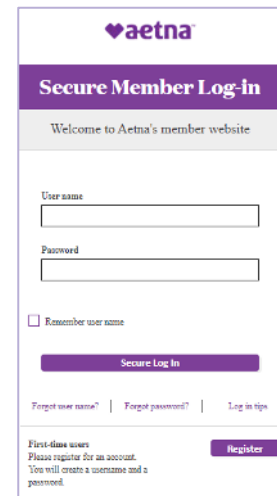 aetna
Secure Member Log-in
Welcome to Aetna's member website
User name
Password
Remember user name
Secure Log In
Forgot user name? | Forgot password? | Log in tips
First-time users
Please register for an account.
You will create a username and a
password.
Register